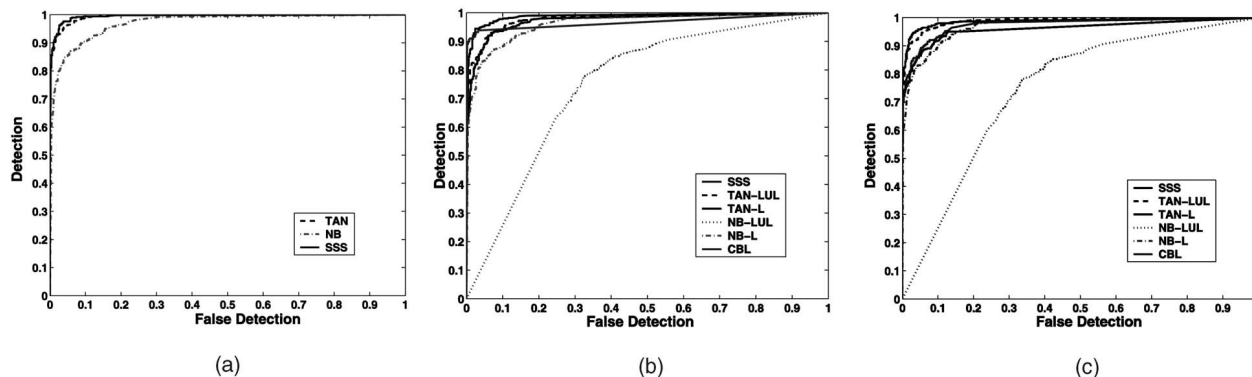 1
0.9
0.8
0.7
0.6
0.5
0.4
0.3
0.2
0.1
0
Detection
0 0.1 0.2 0.3 0.4 0.5 0.6 0.7 0.8 0.9 1
False Detection
TAN
NB
SSS
(a)
1
0.9
0.8
0.7
0.6
0.5
0.4
0.3
0.2
0.1
0
Detection
0 0.1 0.2 0.3 0.4 0.5 0.6 0.7 0.8 0.9 1
False Detection
SSS
TAN-LUL
TAN-L
NB-LUL
NB-L
CBL
(b)
1
0.9
0.8
0.7
0.6
0.5
0.4
0.3
0.2
0.1
0
Detection
0 0.1 0.2 0.3 0.4 0.5 0.6 0.7 0.8 0.9
False Detection
SSS
TAN-LUL
TAN-L
NB-LUL
NB-L
CBL
(c)